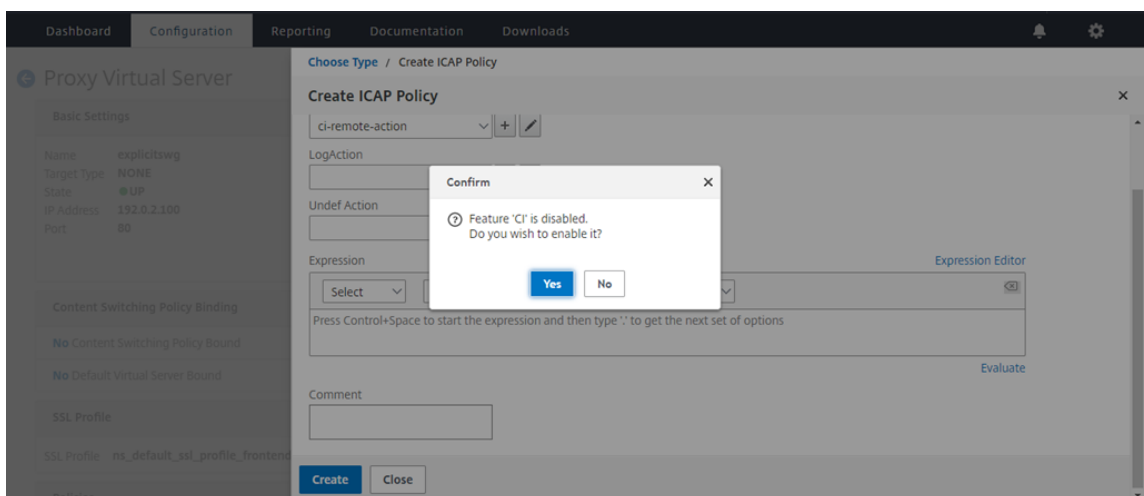 Dashboard Configuration Reporting Documentation Downloads
Choose Type / Create ICAP Policy
Proxy Virtual Server
Create ICAP Policy
Basic Settings
Name explicitswg
Target Type NONE
State UP
IP Address 192.0.2.100
Port 80
Content Switching Policy Binding
No Content Switching Policy Bound
No Default Virtual Server Bound
SSL Profile
SSL Profile ns_default_ssl_profile_frontend
ci-remote-action
LogAction
Undef Action
Expression
Expression Editor
Select
Press Control+Space to start the expression and then type '.' to get the next set of options
Evaluate
Comment
Create Close
Confirm
Feature 'CI' is disabled.
Do you wish to enable it?
Yes No